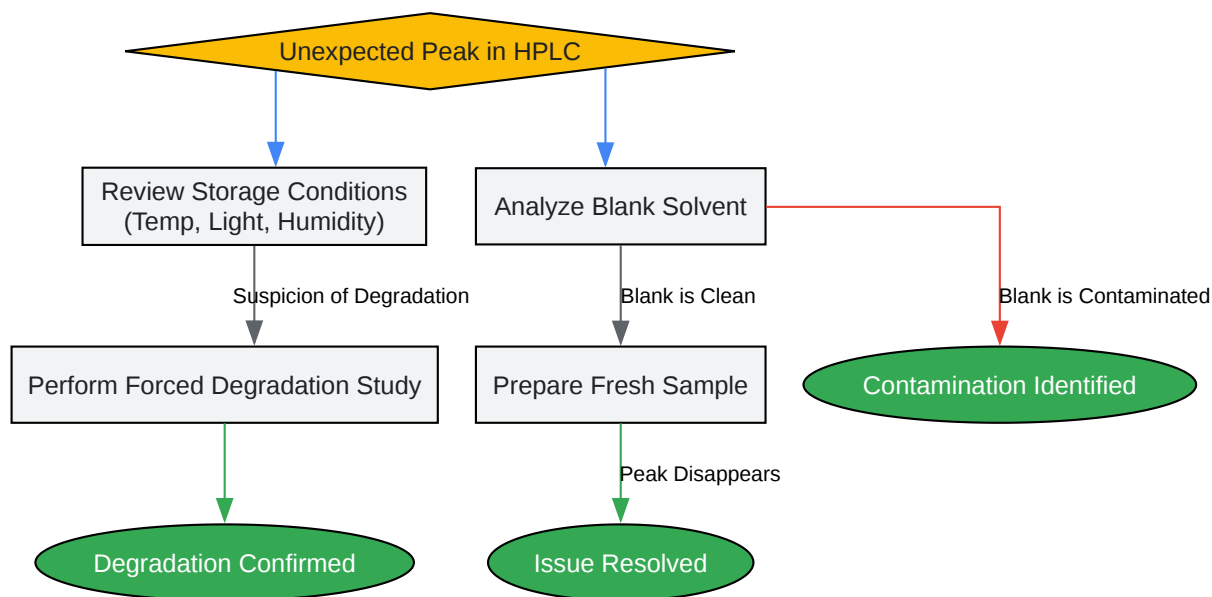 Unexpected Peak in HPLC
Review Storage Conditions
(Temp, Light, Humidity)
Analyze Blank Solvent
Suspicion of Degradation
Blank is Clean
Blank is Contaminated
Perform Forced Degradation Study
Prepare Fresh Sample
Contamination Identified
Peak Disappears
Degradation Confirmed
Issue Resolved